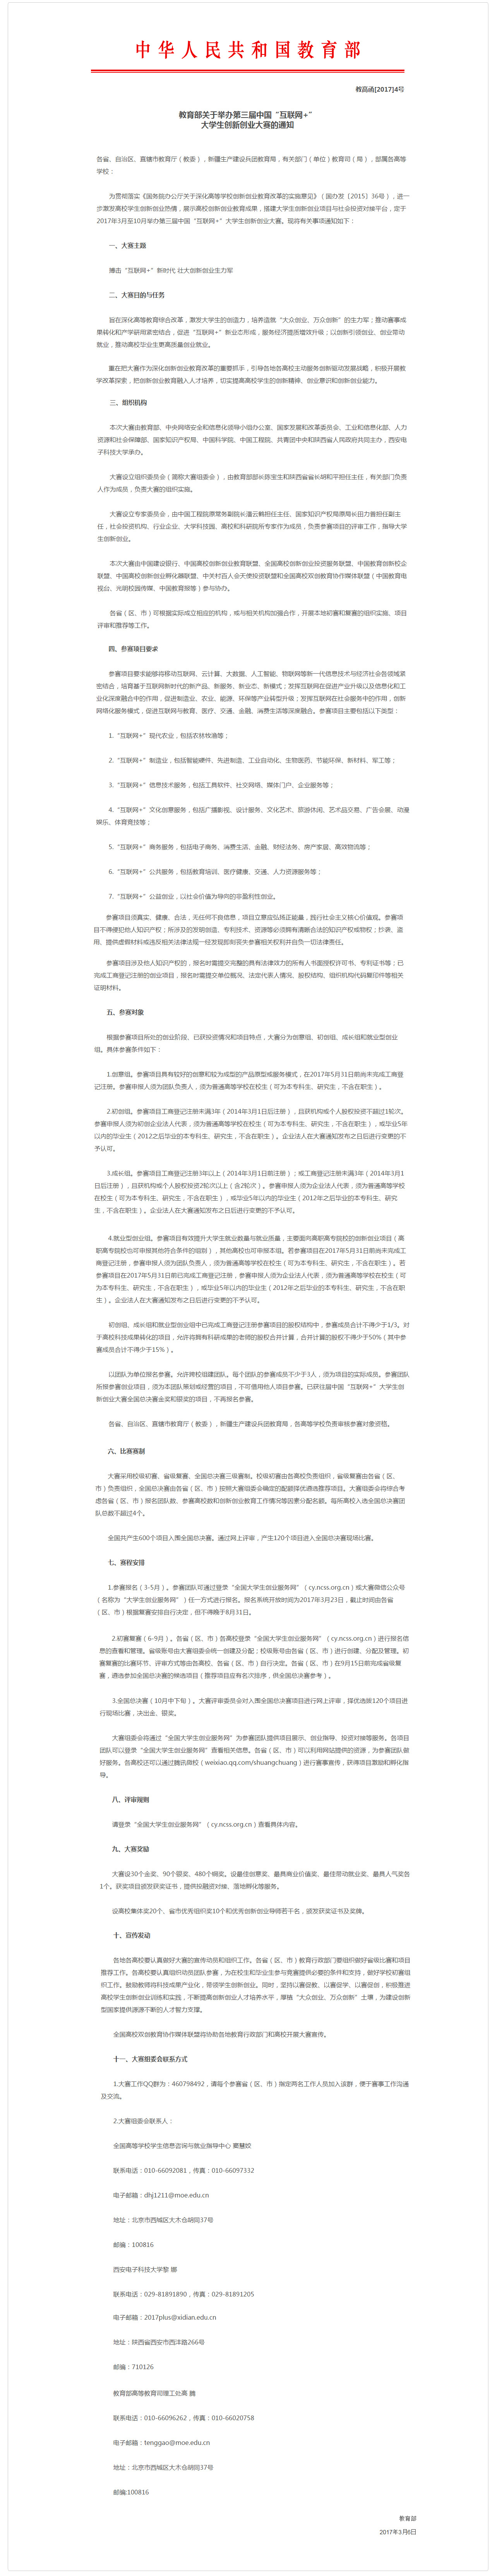 中华人民共和国教育部
教高函[2017]4号
教育部关于举办第三届中国“互联网+”
大学生创新创业大赛的通知
各省、自治区、直辖市教育厅（教委），新疆生产建设兵团教育局，有关部门（单位）教育司（局），部属各高等
学校：
为贯彻落实《国务院办公厅关于深化高等学校创新创业教育改革的实施意见》（国办发〔2015〕36号），进一
步激发高校学生创新创业热情，展示高校创新创业教育成果，搭建大学生创新创业项目与社会投资对接平台，定于
2017年3月至10月举办第三届中国“互联网+”大学生创新创业大赛。现将有关事项通知如下：
一、大赛主题
搏击“互联网+”新时代 壮大创新创业生力军
二、大赛目的与任务
旨在深化高等教育综合改革，激发大学生的创造力，培养造就“大众创业、万众创新”的生力军；推动赛事成
果转化和产学研用紧密结合，促进“互联网+”新业态形成，服务经济提质增效升级；以创新引领创业、创业带动
就业，推动高校毕业生更高质量创业就业。
重在把大赛作为深化创新创业教育改革的重要抓手，引导各地各高校主动服务创新驱动发展战略，积极开展教
学改革探索，把创新创业教育融入人才培养，切实提高高校学生的创新精神、创业意识和创新创业能力。
三、组织机构
本次大赛由教育部、中央网络安全和信息化领导小组办公室、国家发展和改革委员会、工业和信息化部、人力
资源和社会保障部、国家知识产权局、中国科学院、中国工程院、共青团中央和陕西省人民政府共同主办，西安电
子科技大学承办。
大赛设立组织委员会（简称大赛组委会），由教育部部长陈宝生和陕西省省长胡和平担任主任，有关部门负责
人作为成员，负责大赛的组织实施。
大赛设立专家委员会，由中国工程院原常务副院长潘云鹤担任主任、国家知识产权局原局长田力普担任副主
任，社会投资机构、行业企业、大学科技园、高校和科研院所专家作为成员，负责参赛项目的评审工作，指导大学
生创新创业。
本次大赛由中国建设银行、中国高校创新创业教育联盟、全国高校创新创业投资服务联盟、中国教育创新校企
联盟、中国高校创新创业孵化器联盟、中关村百人会天使投资联盟和全国高校双创教育协作媒体联盟（中国教育电
视台、光明校园传媒、中国教育报等）参与协办。
各省（区、市）可根据实际成立相应的机构，或与相关机构加强合作，开展本地初赛和复赛的组织实施、项目
评审和推荐等工作。
四、参赛项目要求
参赛项目要求能够将移动互联网、云计算、大数据、人工智能、物联网等新一代信息技术与经济社会各领域紧
密结合，培育基于互联网新时代的新产品、新服务、新业态、新模式；发挥互联网在促进产业升级以及信息化和工
业化深度融合中的作用，促进制造业、农业、能源、环保等产业转型升级；发挥互联网在社会服务中的作用，创新
网络化服务模式，促进互联网与教育、医疗、交通、金融、消费生活等深度融合。参赛项目主要包括以下类型：
1.“互联网+”现代农业，包括农林牧渔等；
2.“互联网+”制造业，包括智能硬件、先进制造、工业自动化、生物医药、节能环保、新材料、军工等；
3.“互联网+”信息技术服务，包括工具软件、社交网络、媒体门户、企业服务等；
4.“互联网+”文化创意服务，包括广播影视、设计服务、文化艺术、旅游休闲、艺术品交易、广告会展、动漫
娱乐、体育竞技等；
5.“互联网+”商务服务，包括电子商务、消费生活、金融、财经法务、房产家居、高效物流等；
6.“互联网+”公共服务，包括教育培训、医疗健康、交通、人力资源服务等；
7.“互联网+”公益创业，以社会价值为导向的非盈利性创业。
参赛项目须真实、健康、合法，无任何不良信息，项目立意应弘扬正能量，践行社会主义核心价值观。参赛项
目不得侵犯他人知识产权；所涉及的发明创造、专利技术、资源等必须拥有清晰合法的知识产权或物权；抄袭、盗
用、提供虚假材料或违反相关法律法规一经发现即刻丧失参赛相关权利并自负一切法律责任。
参赛项目涉及他人知识产权的，报名时需提交完整的具有法律效力的所有人书面授权许可书、专利证书等；已
完成工商登记注册的创业项目，报名时需提交单位概况、法定代表人情况、股权结构、组织机构代码复印件等相关
证明材料。
五、参赛对象
根据参赛项目所处的创业阶段、已获投资情况和项目特点，大赛分为创意组、初创组、成长组和就业型创业
组。具体参赛条件如下：
1.创意组。参赛项目具有较好的创意和较为成型的产品原型或服务模式，在2017年5月31日前尚未完成工商登
记注册。参赛申报人须为团队负责人，须为普通高等学校在校生（可为本专科生、研究生，不含在职生）。
2.初创组。参赛项目工商登记注册未满3年（2014年3月1日后注册），且获机构或个人股权投资不超过1轮次。
参赛申报人须为初创企业法人代表，须为普通高等学校在校生（可为本专科生、研究生，不含在职生），或毕业5年
以内的毕业生（2012之后毕业的本专科生、研究生，不含在职生）。企业法人在大赛通知发布之日后进行变更的不
予认可。
3.成长组。参赛项目工商登记注册3年以上（2014年3月1日前注册）；或工商登记注册未满3年（2014年3月1
日后注册），且获机构或个人股权投资2轮次以上（含2轮次）。参赛申报人须为企业法人代表，须为普通高等学校
在校生（可为本专科生、研究生，不含在职生），或毕业5年以内的毕业生（2012年之后毕业的本专科生、研究
生，不含在职生）。企业法人在大赛通知发布之日后进行变更的不予认可。
4.就业型创业组。参赛项目有效提升大学生就业数量与就业质量，主要面向高职高专院校的创新创业项目（高
职高专院校也可申报其他符合条件的组别），其他高校也可申报本组。若参赛项目在2017年5月31日前尚未完成工
商登记注册，参赛申报人须为团队负责人，须为普通高等学校在校生（可为本专科生、研究生，不含在职生）。若
参赛项目在2017年5月31日前已完成工商登记注册，参赛申报人须为企业法人代表，须为普通高等学校在校生（可
为本专科生、研究生，不含在职生），或毕业5年以内的毕业生（2012年之后毕业的本专科生、研究生，不含在职
生）。企业法人在大赛通知发布之日后进行变更的不予认可。
初创组、成长组和就业型创业组中已完成工商登记注册参赛项目的股权结构中，参赛成员合计不得少于1/3。对
于高校科技成果转化的项目，允许将拥有科研成果的老师的股权合并计算，合并计算的股权不得少于50%（其中参
赛成员合计不得少于15%）。
以团队为单位报名参赛。允许跨校组建团队。每个团队的参赛成员不少于3人，须为项目的实际成员。参赛团队
所报参赛创业项目，须为本团队策划或经营的项目，不可借用他人项目参赛。已获往届中国“互联网+”大学生创
新创业大赛全国总决赛金奖和银奖的项目，不再报名参赛。
各省、自治区、直辖市教育厅（教委），新疆生产建设兵团教育局，各高等学校负责审核参赛对象资格。
六、比赛赛制
大赛采用校级初赛、省级复赛、全国总决赛三级赛制。校级初赛由各高校负责组织，省级复赛由各省（区、
市）负责组织，全国总决赛由各省（区、市）按照大赛组委会确定的配额择优遴选推荐项目。大赛组委会将综合考
虑各省（区、市）报名团队数、参赛高校数和创新创业教育工作情况等因素分配名额。每所高校入选全国总决赛团
队总数不超过4个。
全国共产生600个项目入围全国总决赛。通过网上评审，产生120个项目进入全国总决赛现场比赛。
七、赛程安排
1.参赛报名（3-5月）。参赛团队可通过登录“全国大学生创业服务网”（cy.ncss.org.cn）或大赛微信公众号
（名称为“大学生创业服务网”）任一方式进行报名。报名系统开放时间为2017年3月23日，截止时间由各省
（区、市）根据复赛安排自行决定，但不得晚于8月31日。
2.初赛复赛（6-9月）。各省（区、市）各高校登录“全国大学生创业服务网”（cy.ncss.org.cn）进行报名信
息的查看和管理。省级账号由大赛组委会统一创建及分配；校级账号由各省（区、市）进行创建、分配及管理。初
赛复赛的比赛环节、评审方式等由各高校、各省（区、市）自行决定。各省（区、市）在9月15日前完成省级复
赛，遴选参加全国总决赛的候选项目（推荐项目应有名次排序，供全国总决赛参考）。
3.全国总决赛（10月中下旬）。大赛评审委员会对入围全国总决赛项目进行网上评审，择优选拔120个项目进
行现场比赛，决出金、银奖。
大赛组委会将通过“全国大学生创业服务网”为参赛团队提供项目展示、创业指导、投资对接等服务。各项目
团队可以登录“全国大学生创业服务网”查看相关信息。各省（区、市）可以利用网站提供的资源，为参赛团队做
好服务。各高校还可以通过腾讯微校（weixiao.qq.com/shuangchuang）进行赛事宣传，获得项目激励和孵化指
导。
八、评审规则
请登录“全国大学生创业服务网”（cy.ncss.org.cn）查看具体内容。
九、大赛奖励
大赛设30个金奖、90个银奖、480个铜奖。设最佳创意奖、最具商业价值奖、最佳带动就业奖、最具人气奖各
1个。获奖项目颁发获奖证书，提供投融资对接、落地孵化等服务。
设高校集体奖20个、省市优秀组织奖10个和优秀创新创业导师若干名，颁发获奖证书及奖牌。
十、宣传发动
各地各高校要认真做好大赛的宣传动员和组织工作。各省（区、市）教育行政部门要组织做好省级比赛和项目
推荐工作。各高校要认真组织动员团队参赛，为在校生和毕业生参与竞赛提供必要的条件和支持，做好学校初赛组
织工作。鼓励教师将科技成果产业化，带领学生创新创业。同时，坚持以赛促教、以赛促学、以赛促创，积极推进
高校学生创新创业训练和实践，不断提高创新创业人才培养水平，厚植“大众创业、万众创新”土壤，为建设创新
型国家提供源源不断的人才智力支撑。
全国高校双创教育协作媒体联盟将协助各地教育行政部门和高校开展大赛宣传。
十一、大赛组委会联系方式
1.大赛工作QQ群为：460798492，请每个参赛省（区、市）指定两名工作人员加入该群，便于赛事工作沟通
及交流。
2.大赛组委会联系人：
全国高等学校学生信息咨询与就业指导中心 窦慧姣
联系电话：010-66092081，传真：010-66097332
电子邮箱：dhj1211@moe.edu.cn
地址：北京市西城区大木仓胡同37号
邮编：100816
西安电子科技大学黎 娜
联系电话：029-81891890，传真：029-81891205
电子邮箱：2017plus@xidian.edu.cn
地址：陕西省西安市西沣路266号
邮编：710126
教育部高等教育司理工处高 腾
联系电话：010-66096262，传真：010-66020758
电子邮箱：tenggao@moe.edu.cn
地址：北京市西城区大木仓胡同37号
邮编:100816
教育部
2017年3月6日